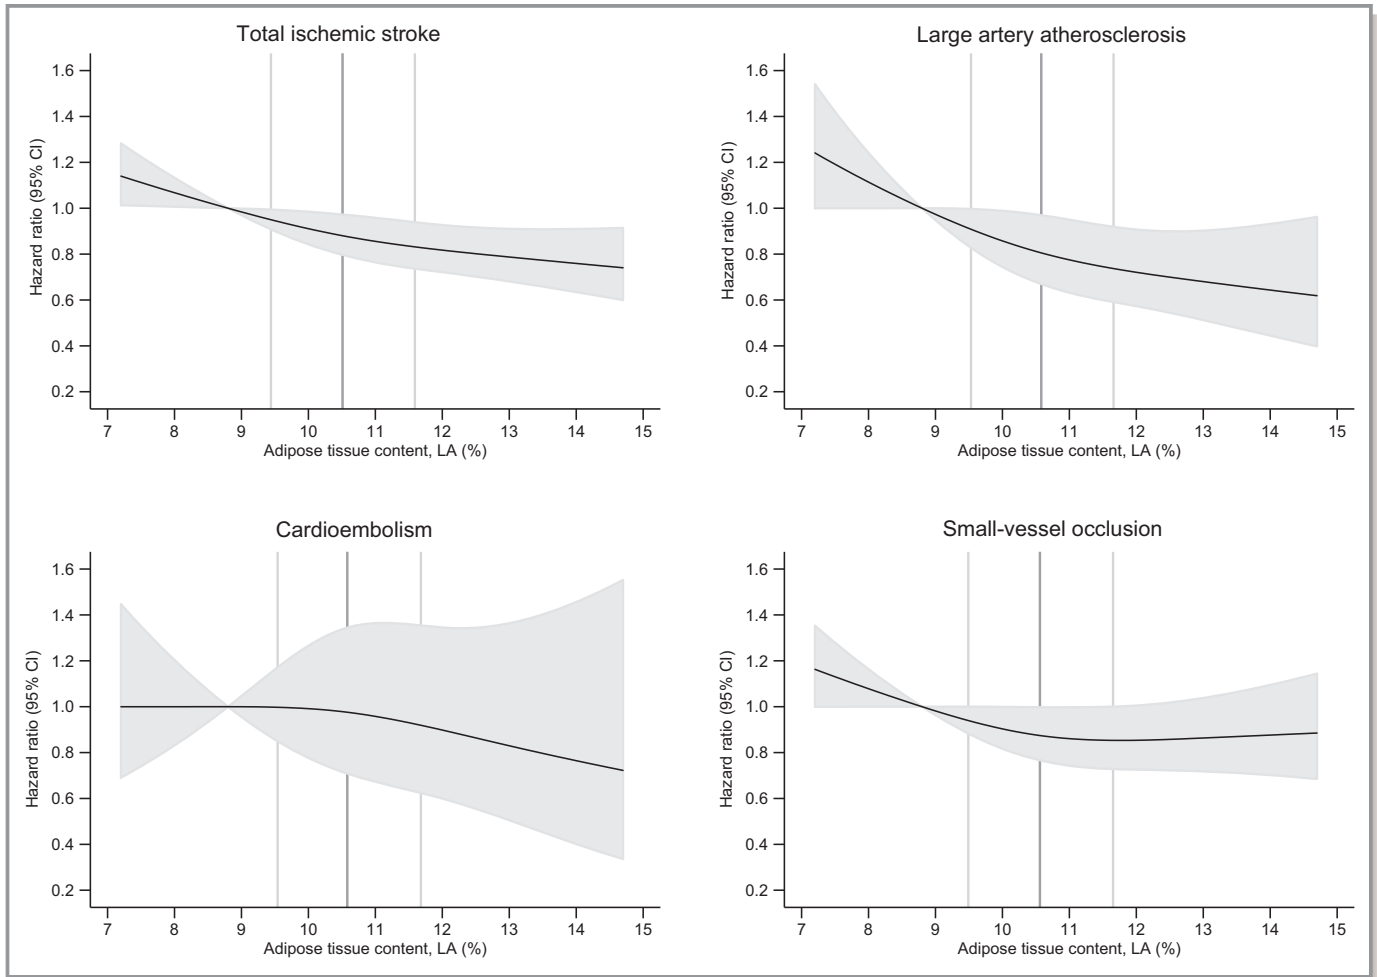 Total ischemic stroke
Hazard ratio (95% CI)
1.6
1.4
1.2
1.0
0.8
0.6
0.4
0.2
7 8 9 10 11 12 13 14 15
Adipose tissue content, LA (%)
Large artery atherosclerosis
Hazard ratio (95% CI)
1.6
1.4
1.2
1.0
0.8
0.6
0.4
0.2
7 8 9 10 11 12 13 14 15
Adipose tissue content, LA (%)
Cardioembolism
Hazard ratio (95% CI)
1.6
1.4
1.2
1.0
0.8
0.6
0.4
0.2
7 8 9 10 11 12 13 14 15
Adipose tissue content, LA (%)
Small-vessel occlusion
Hazard ratio (95% CI)
1.6
1.4
1.2
1.0
0.8
0.6
0.4
0.2
7 8 9 10 11 12 13 14 15
Adipose tissue content, LA (%)